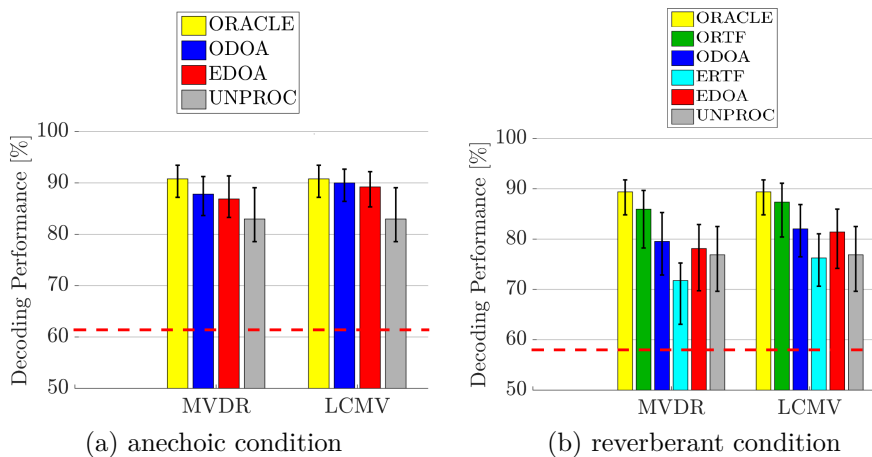 ORACLE
ODOA
EDOA
UNPROC
Decoding Performance [%]
100
90
80
70
60
50
MVDR
LCMV
(a) anechoic condition
ORACLE
ORTF
ODOA
ERTF
EDOA
UNPROC
Decoding Performance [%]
100
90
80
70
60
50
MVDR
LCMV
(b) reverberant condition